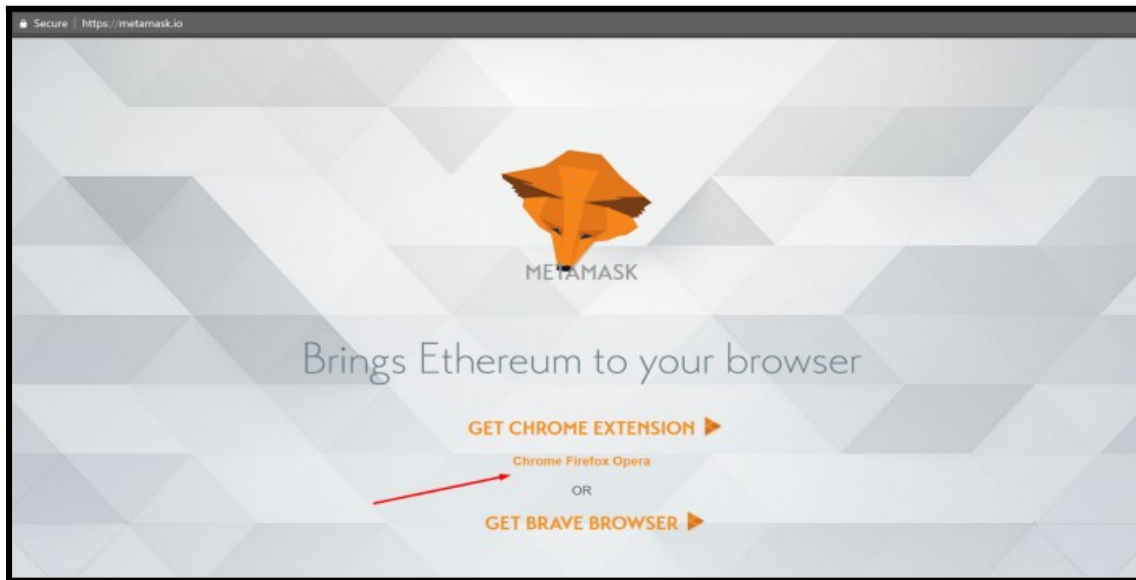 Secure | https://metamask.io
METAMASK
Brings Ethereum to your browser
GET CHROME EXTENSION
Chrome Firefox Opera
OR
GET BRAVE BROWSER